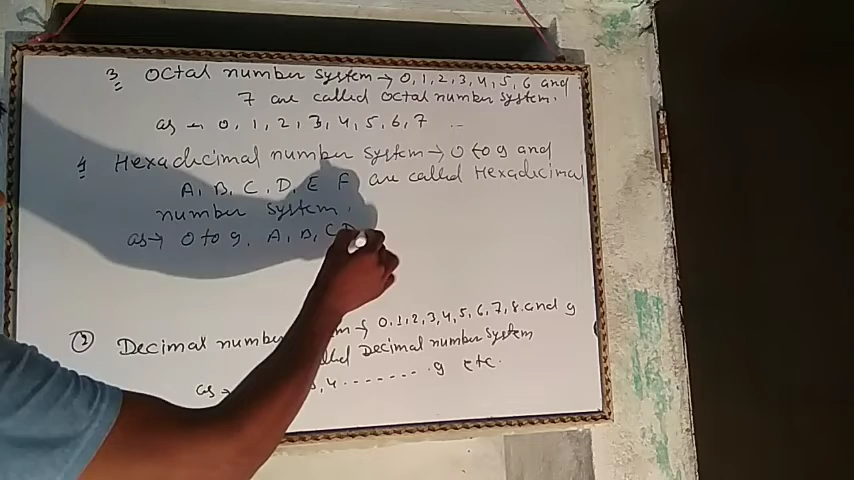 3 Octal number system → 0, 1, 2, 3, 4, 5, 6 and
7 are called octal number system.
as → 0, 1, 2, 3, 4, 5, 6, 7 ...
4 Hexadicimal number system → 0 to 9 and
A, B, C, D, E F are called Hexadicimal
number system.
as → 0 to 9, A, B, C D
② Decimal number → 0, 1, 2, 3, 4, 5, 6, 7, 8, and 9
Decimal number system
as → 4 ....... 9 etc.